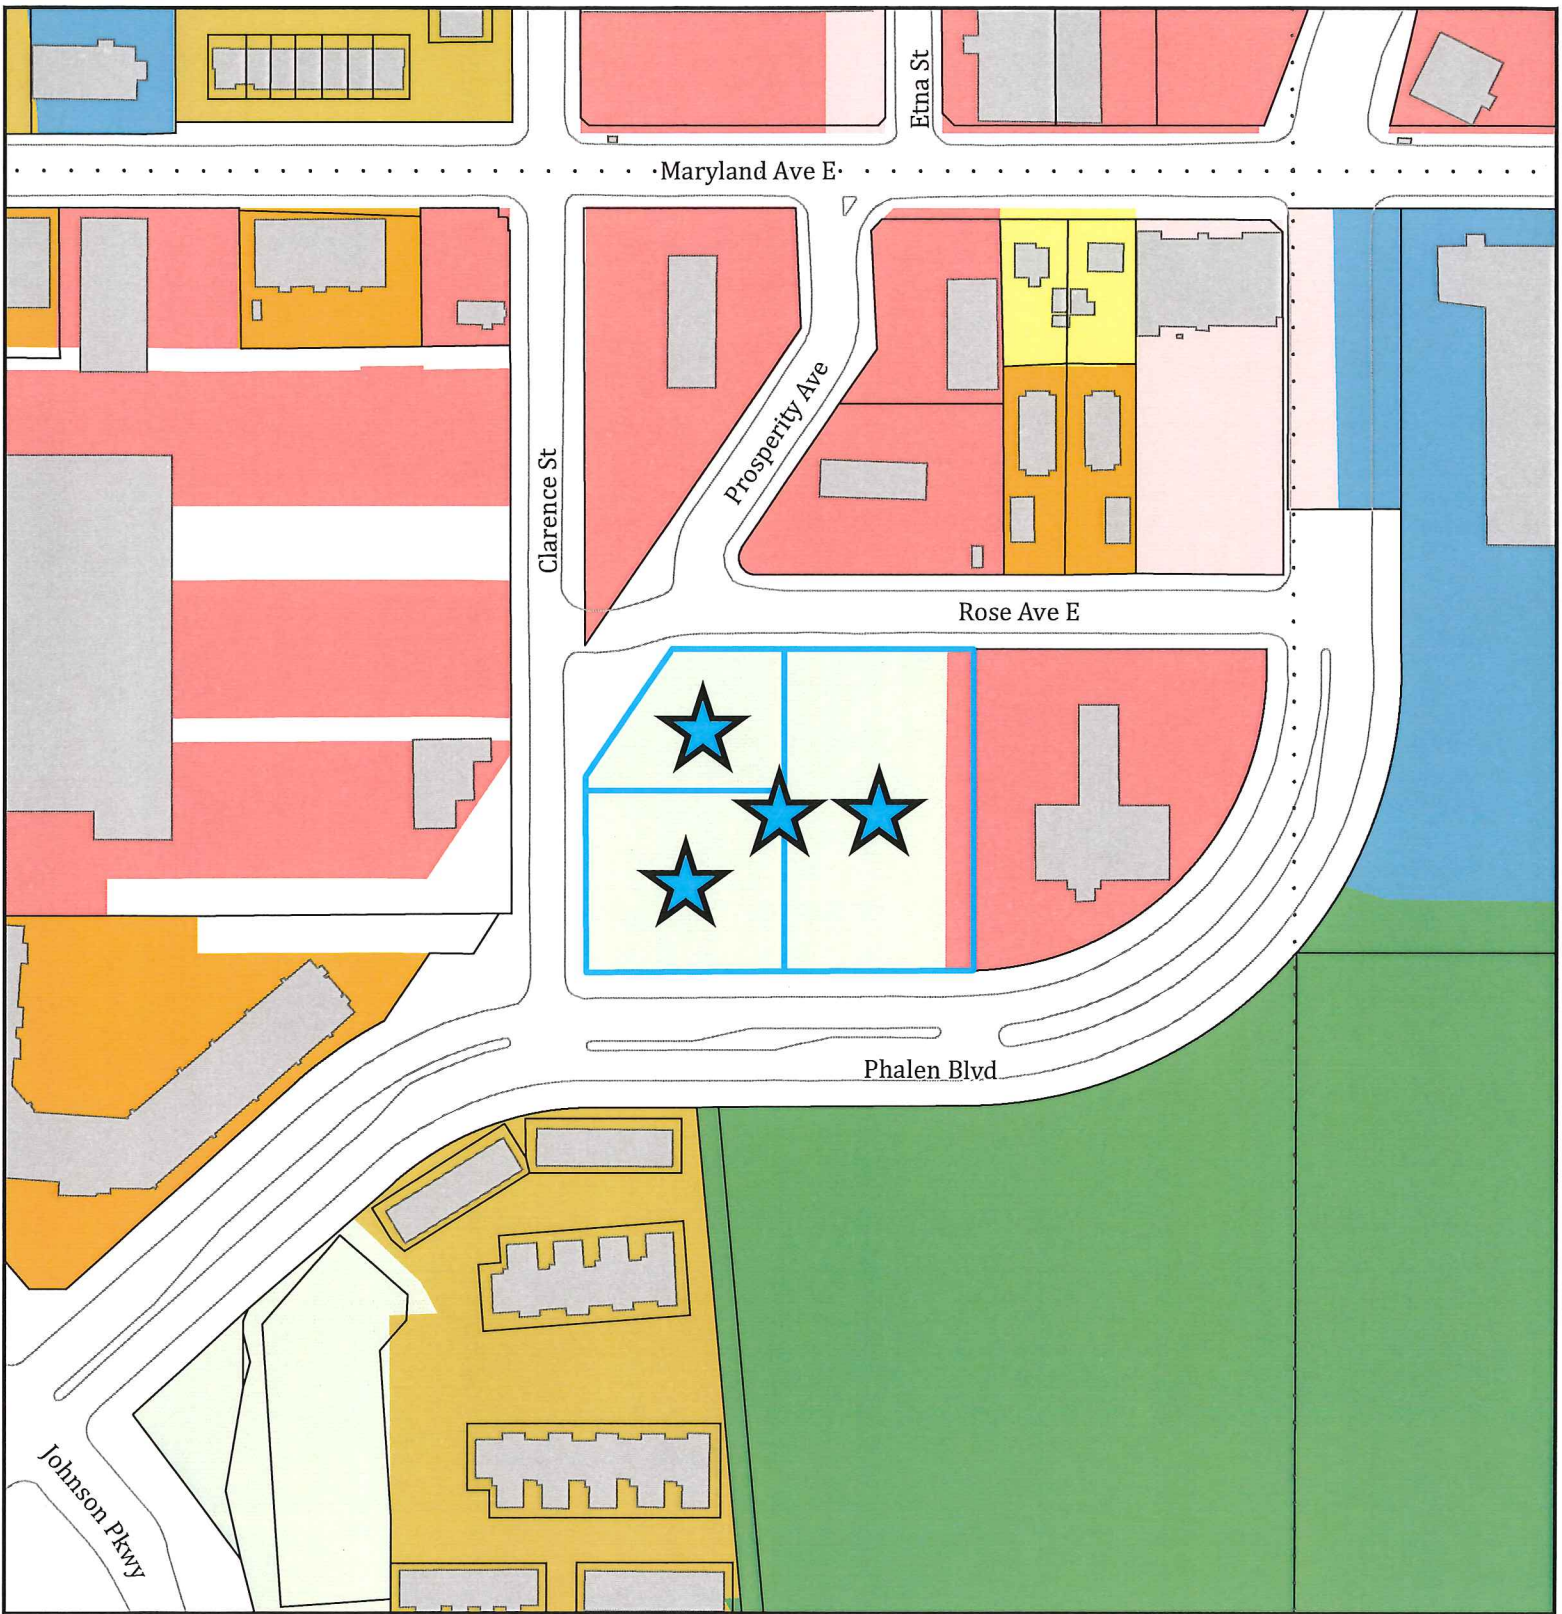 Etna St
Maryland Ave E
Prosperity Ave
Clarence St
Rose Ave E
Phalen Blvd
Johnson Pkwy